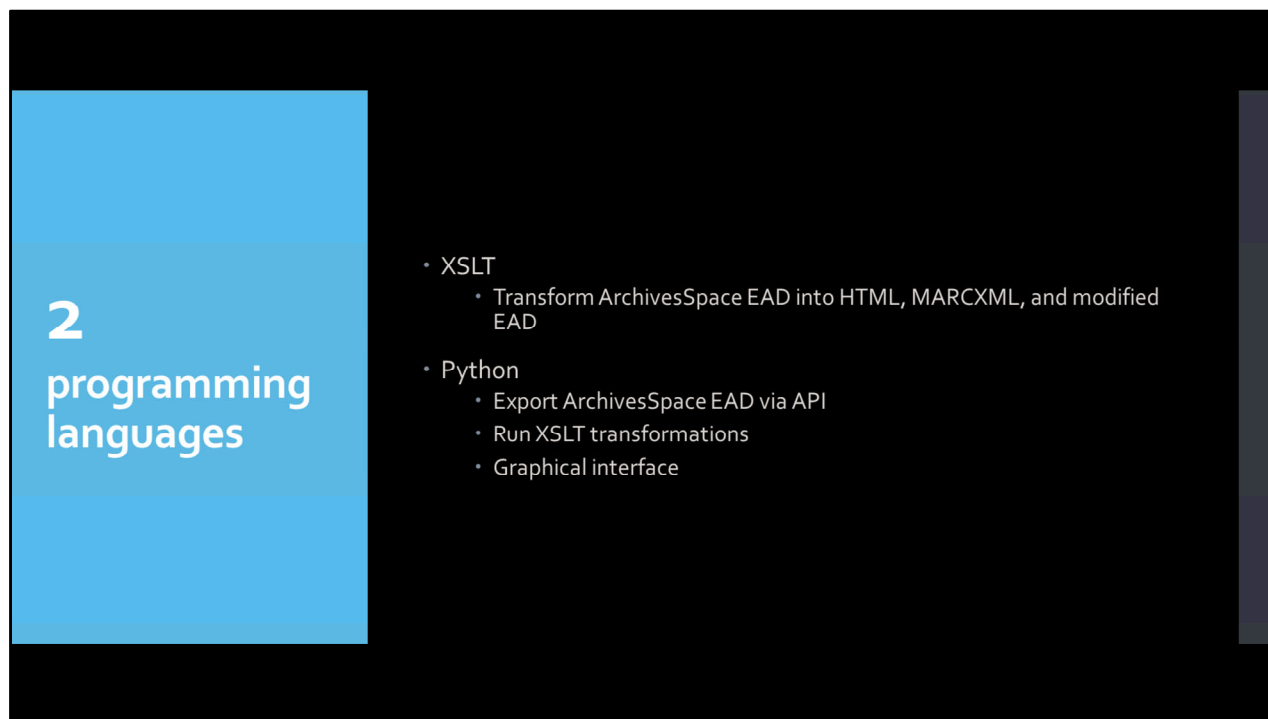 2
programming
languages
· XSLT
· Transform ArchivesSpace EAD into HTML, MARCXML, and modified
EAD
· Python
· Export ArchivesSpace EAD via API
· Run XSLT transformations
· Graphical interface